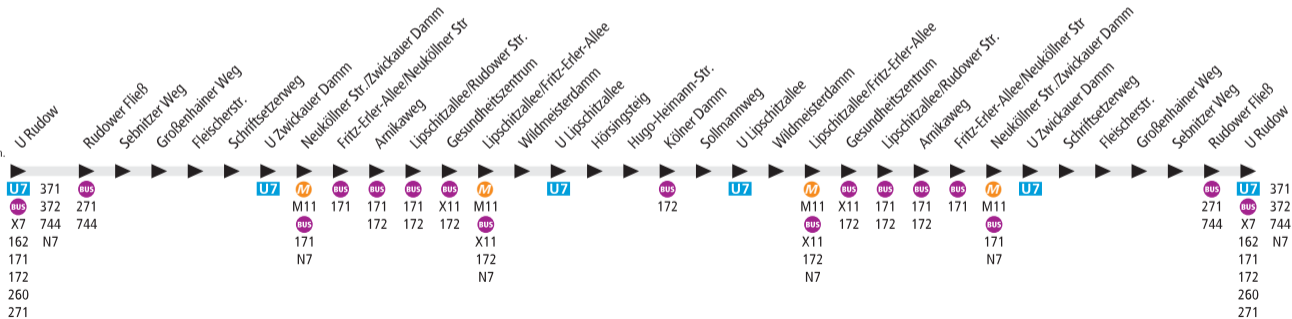 U Rudow
Rudower Fließ
Sebnitzer Weg
Großenhainer Weg
Fleischerstr.
Schriftsetzerweg
U Zwickauer Damm
Neuköllner Str./Zwickauer Damm
Fritz-Erler-Allee/Neuköllner Str
Arnikaweg
Lipschitzallee/Rudower Str.
Gesundheitszentrum
Lipschitzallee/Fritz-Erler-Allee
Wildmeisterdamm
U Lipschitzallee
Hörsingsteig
Hugo-Heimann-Str.
Kölner Damm
Sollmannweg
U Lipschitzallee
Wildmeisterdamm
Lipschitzallee/Fritz-Erler-Allee
Gesundheitszentrum
Lipschitzallee/Rudower Str.
Arnikaweg
Fritz-Erler-Allee/Neuköllner Str
Neuköllner Str./Zwickauer Damm
U Zwickauer Damm
Schriftsetzerweg
Fleischerstr.
Großenhainer Weg
Sebnitzer Weg
Rudower Fließ
U Rudow
n.
U7 371
BUS 372
X7 744
162 N7
171
172
260
271
BUS
271
744
U7
M
M11
BUS
171
N7
BUS
171
BUS
171
172
BUS
171
172
BUS
X11
172
M
M11
BUS
X11
172
N7
U7
BUS
172
U7
M
M11
BUS
X11
172
N7
BUS
X11
172
BUS
171
172
BUS
171
172
BUS
171
M
M11
BUS
171
N7
U7
BUS
271
744
U7 371
BUS 372
X7 744
162 N7
171
172
260
271